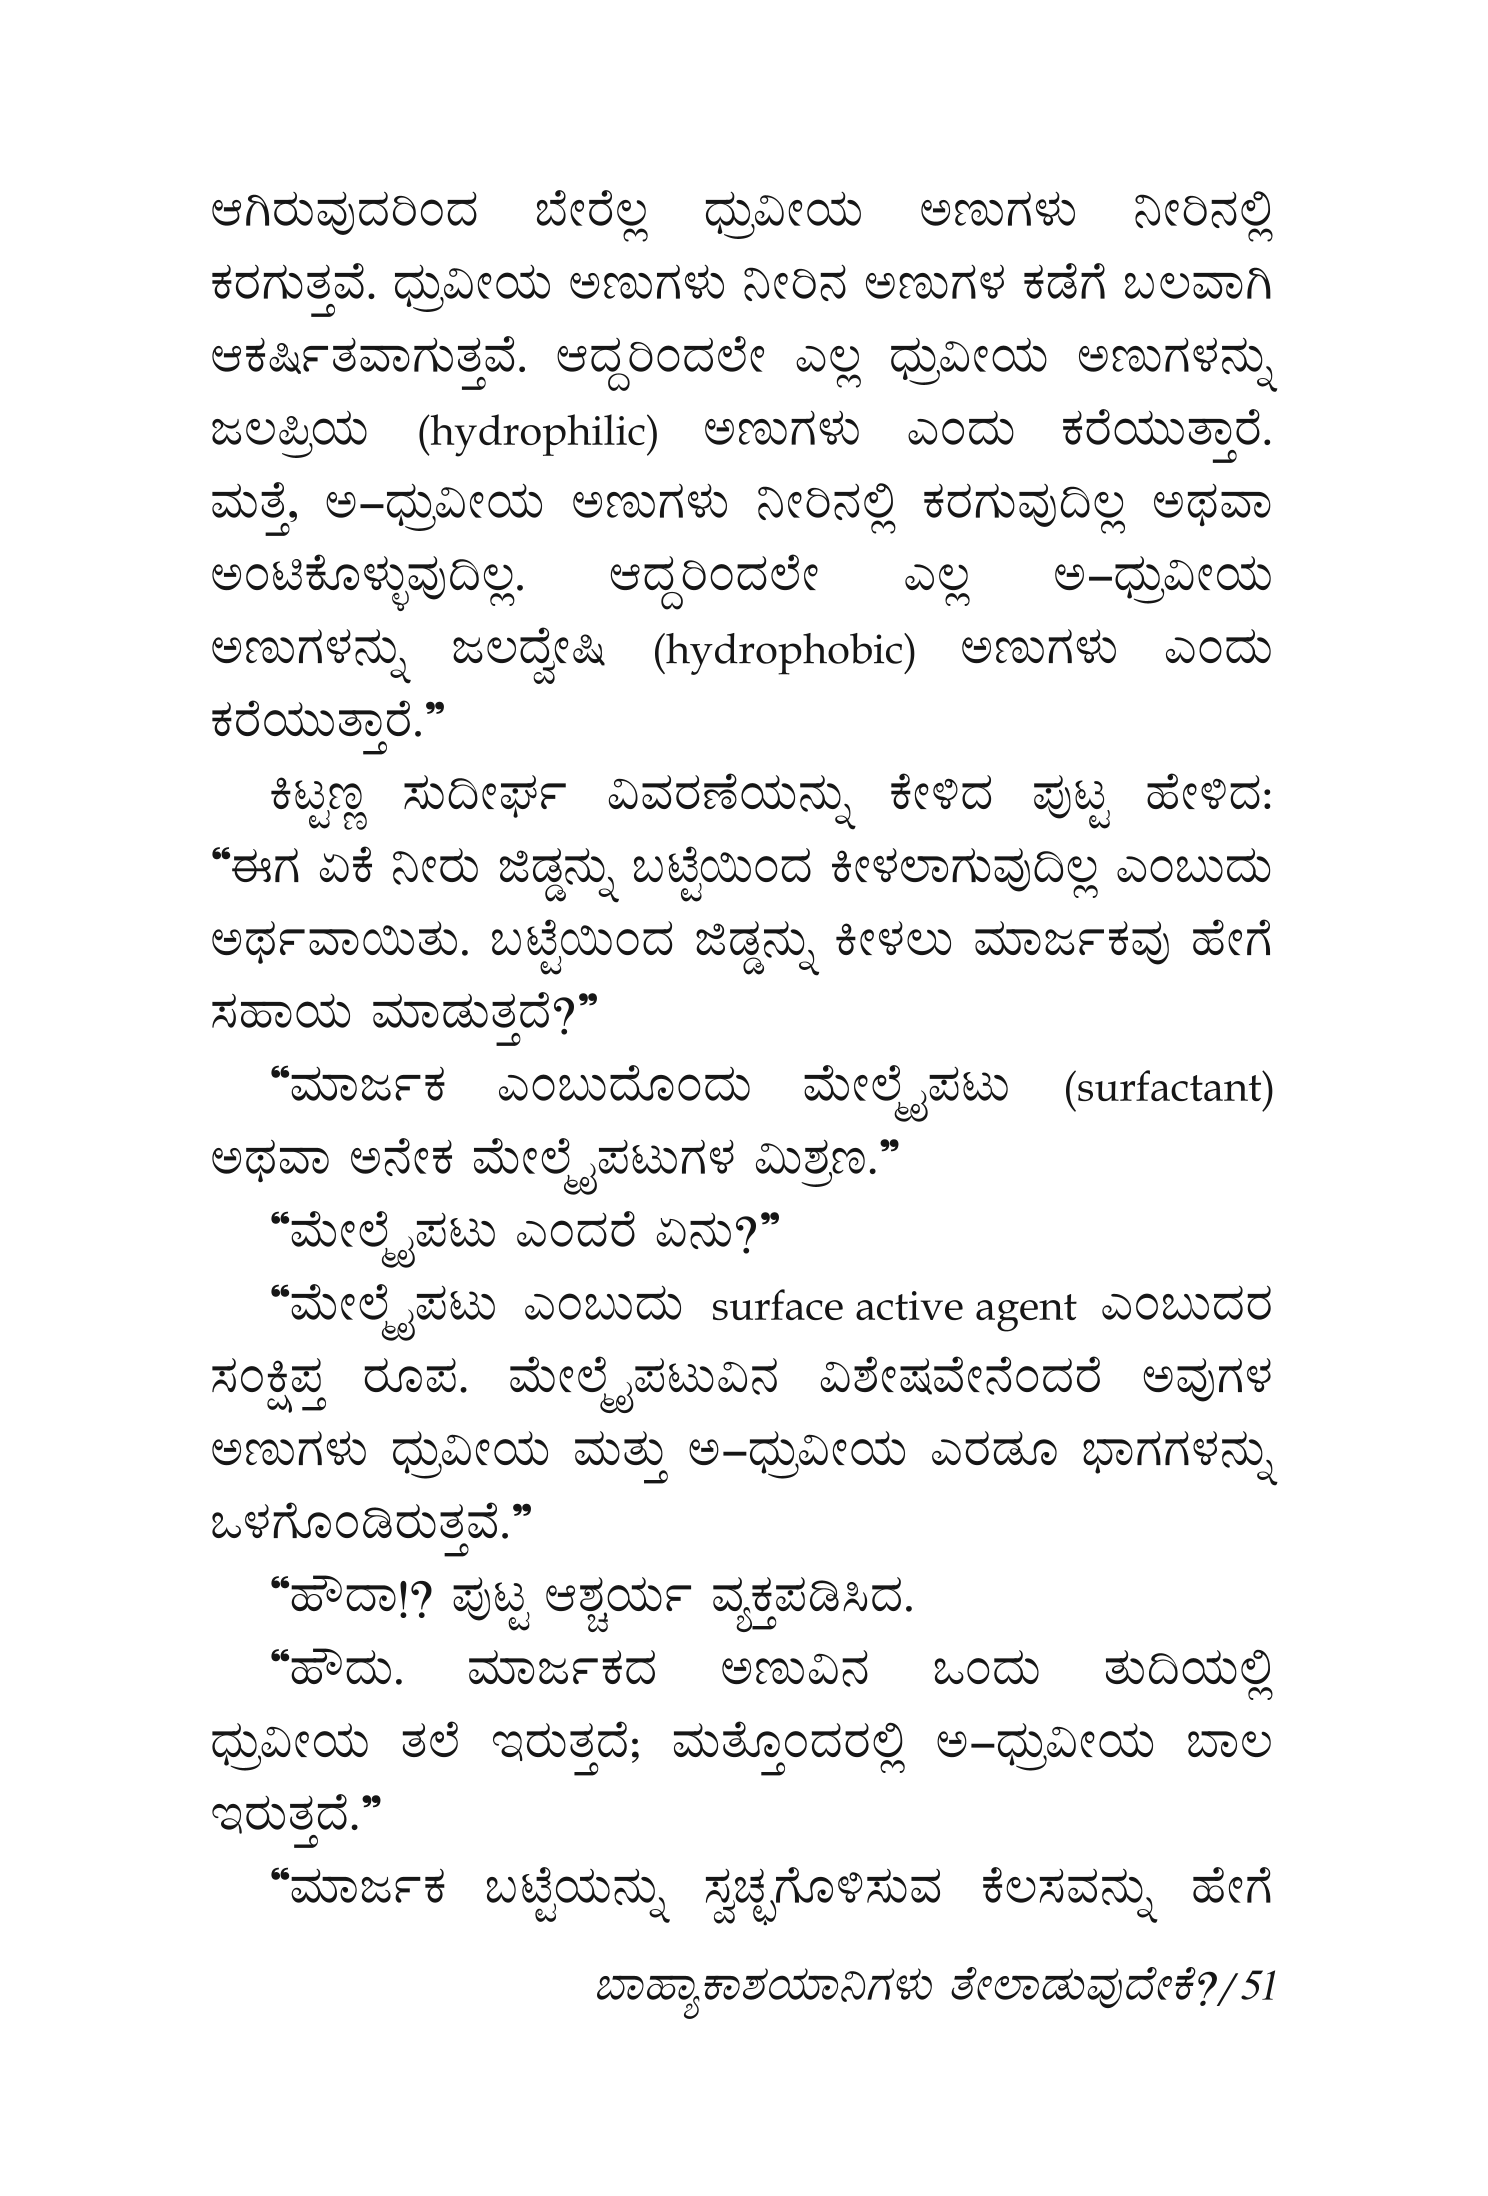 ಆಗಿರುವುದರಿಂದ ಬೇರೆಲ್ಲ ಧ್ರುವೀಯ ಅಣುಗಳು ನೀರಿನಲ್ಲಿ
ಕರಗುತ್ತವೆ. ಧ್ರುವೀಯ ಅಣುಗಳು ನೀರಿನ ಅಣುಗಳ ಕಡೆಗೆ ಬಲವಾಗಿ
ಆಕರ್ಷಿತವಾಗುತ್ತವೆ. ಆದ್ದರಿಂದಲೇ ಎಲ್ಲ ಧ್ರುವೀಯ ಅಣುಗಳನ್ನು
ಜಲಪ್ರಿಯ (hydrophilic) ಅಣುಗಳು ಎಂದು ಕರೆಯುತ್ತಾರೆ.
ಮತ್ತೆ, ಅ–ಧ್ರುವೀಯ ಅಣುಗಳು ನೀರಿನಲ್ಲಿ ಕರಗುವುದಿಲ್ಲ ಅಥವಾ
ಅಂಟಿಕೊಳ್ಳುವುದಿಲ್ಲ. ಆದ್ದರಿಂದಲೇ ಎಲ್ಲ ಅ–ಧ್ರುವೀಯ
ಅಣುಗಳನ್ನು ಜಲದ್ವೇಷಿ (hydrophobic) ಅಣುಗಳು ಎಂದು
ಕರೆಯುತ್ತಾರೆ.”
ಕಿಟ್ಟಣ್ಣ ಸುದೀರ್ಘ ವಿವರಣೆಯನ್ನು ಕೇಳಿದ ಪುಟ್ಟ ಹೇಳಿದ:
“ಈಗ ಏಕೆ ನೀರು ಜಿಡ್ಡನ್ನು ಬಟ್ಟೆಯಿಂದ ಕೀಳಲಾಗುವುದಿಲ್ಲ ಎಂಬುದು
ಅರ್ಥವಾಯಿತು. ಬಟ್ಟೆಯಿಂದ ಜಿಡ್ಡನ್ನು ಕೀಳಲು ಮಾರ್ಜಕವು ಹೇಗೆ
ಸಹಾಯ ಮಾಡುತ್ತದೆ?”
“ಮಾರ್ಜಕ ಎಂಬುದೊಂದು ಮೇಲ್ಮೈಪಟು (surfactant)
ಅಥವಾ ಅನೇಕ ಮೇಲ್ಮೈಪಟುಗಳ ಮಿಶ್ರಣ.”
“ಮೇಲ್ಮೈಪಟು ಎಂದರೆ ಏನು?”
“ಮೇಲ್ಮೈಪಟು ಎಂಬುದು surface active agent ಎಂಬುದರ
ಸಂಕ್ಷಿಪ್ತ ರೂಪ. ಮೇಲ್ಮೈಪಟುವಿನ ವಿಶೇಷವೇನೆಂದರೆ ಅವುಗಳ
ಅಣುಗಳು ಧ್ರುವೀಯ ಮತ್ತು ಅ–ಧ್ರುವೀಯ ಎರಡೂ ಭಾಗಗಳನ್ನು
ಒಳಗೊಂಡಿರುತ್ತವೆ.”
“ಹೌದಾ!? ಪುಟ್ಟ ಆಶ್ಚರ್ಯ ವ್ಯಕ್ತಪಡಿಸಿದ.
“ಹೌದು. ಮಾರ್ಜಕದ ಅಣುವಿನ ಒಂದು ತುದಿಯಲ್ಲಿ
ಧ್ರುವೀಯ ತಲೆ ಇರುತ್ತದೆ; ಮತ್ತೊಂದರಲ್ಲಿ ಅ–ಧ್ರುವೀಯ ಬಾಲ
ಇರುತ್ತದೆ.”
“ಮಾರ್ಜಕ ಬಟ್ಟೆಯನ್ನು ಸ್ವಚ್ಛಗೊಳಿಸುವ ಕೆಲಸವನ್ನು ಹೇಗೆ
ಬಾಹ್ಯಾಕಾಶಯಾನಿಗಳು ತೇಲಾಡುವುದೇಕೆ?/51